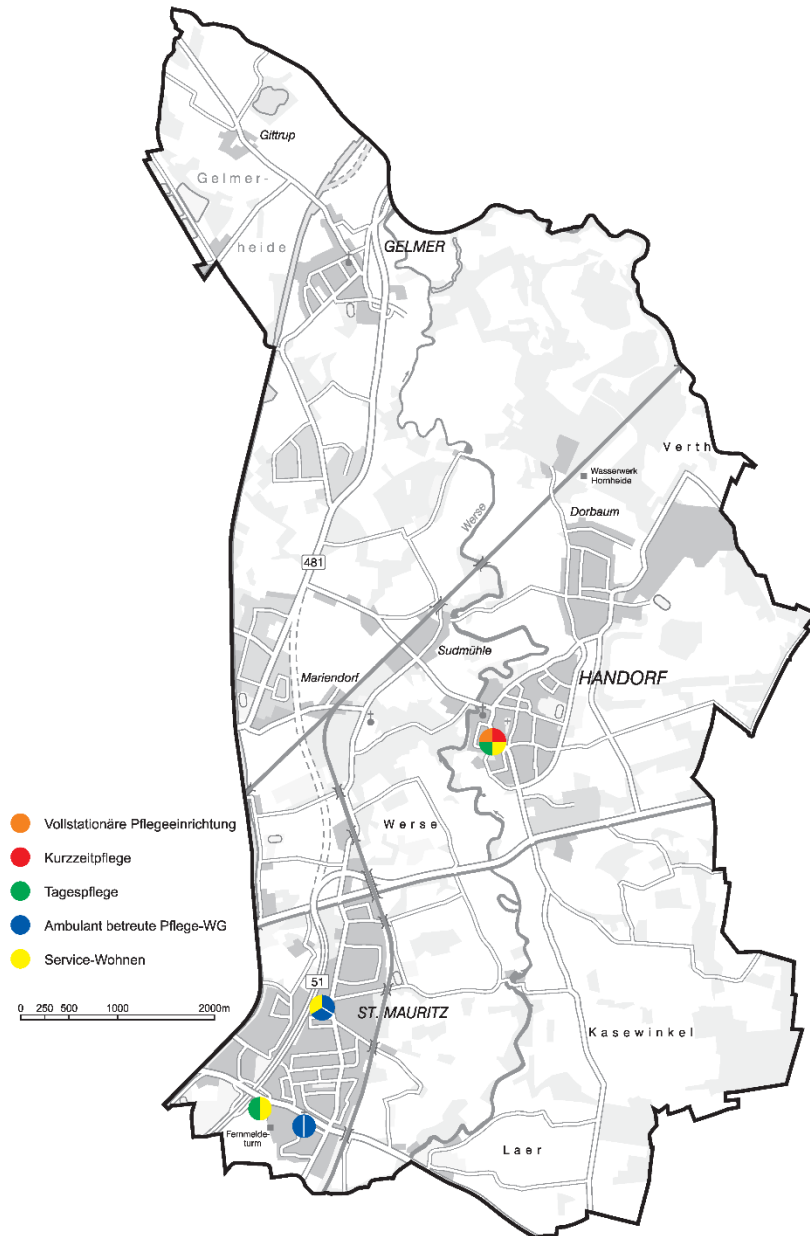 Gittrup
Gelmer-
heide
GELMER
Verth
Wasserwerk
Hornheide
Dorbaum
Werse
481
Sudmühle
Mariendorf
HANDORF
Vollstationäre Pflegeeinrichtung
Kurzzeitpflege
Tagespflege
Ambulant betreute Pflege-WG
Service-Wohnen
Werse
0 250 500 1000 2000m
51
ST. MAURITZ
Kasewinkel
Fernmelde-
turm
Laer